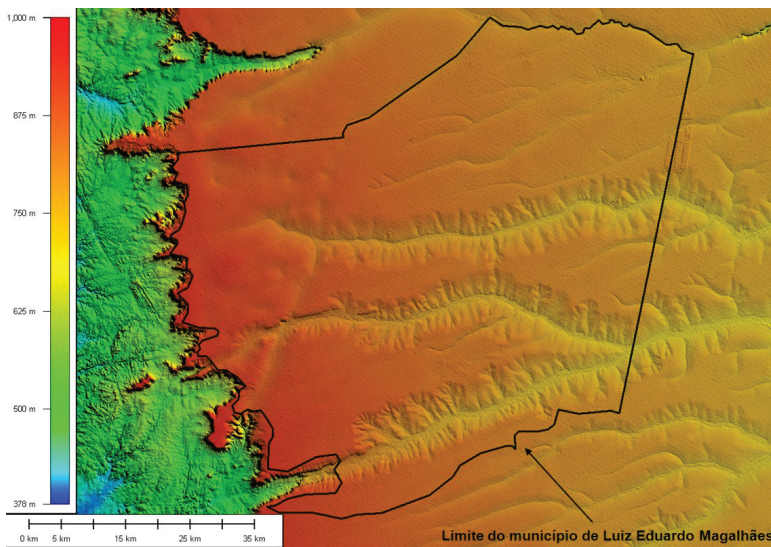 1,000 m
875 m
750 m
625 m
500 m
378 m
0 km 5 km 15 km 25 km 35 km
Limite do município de Luiz Eduardo Magalhães